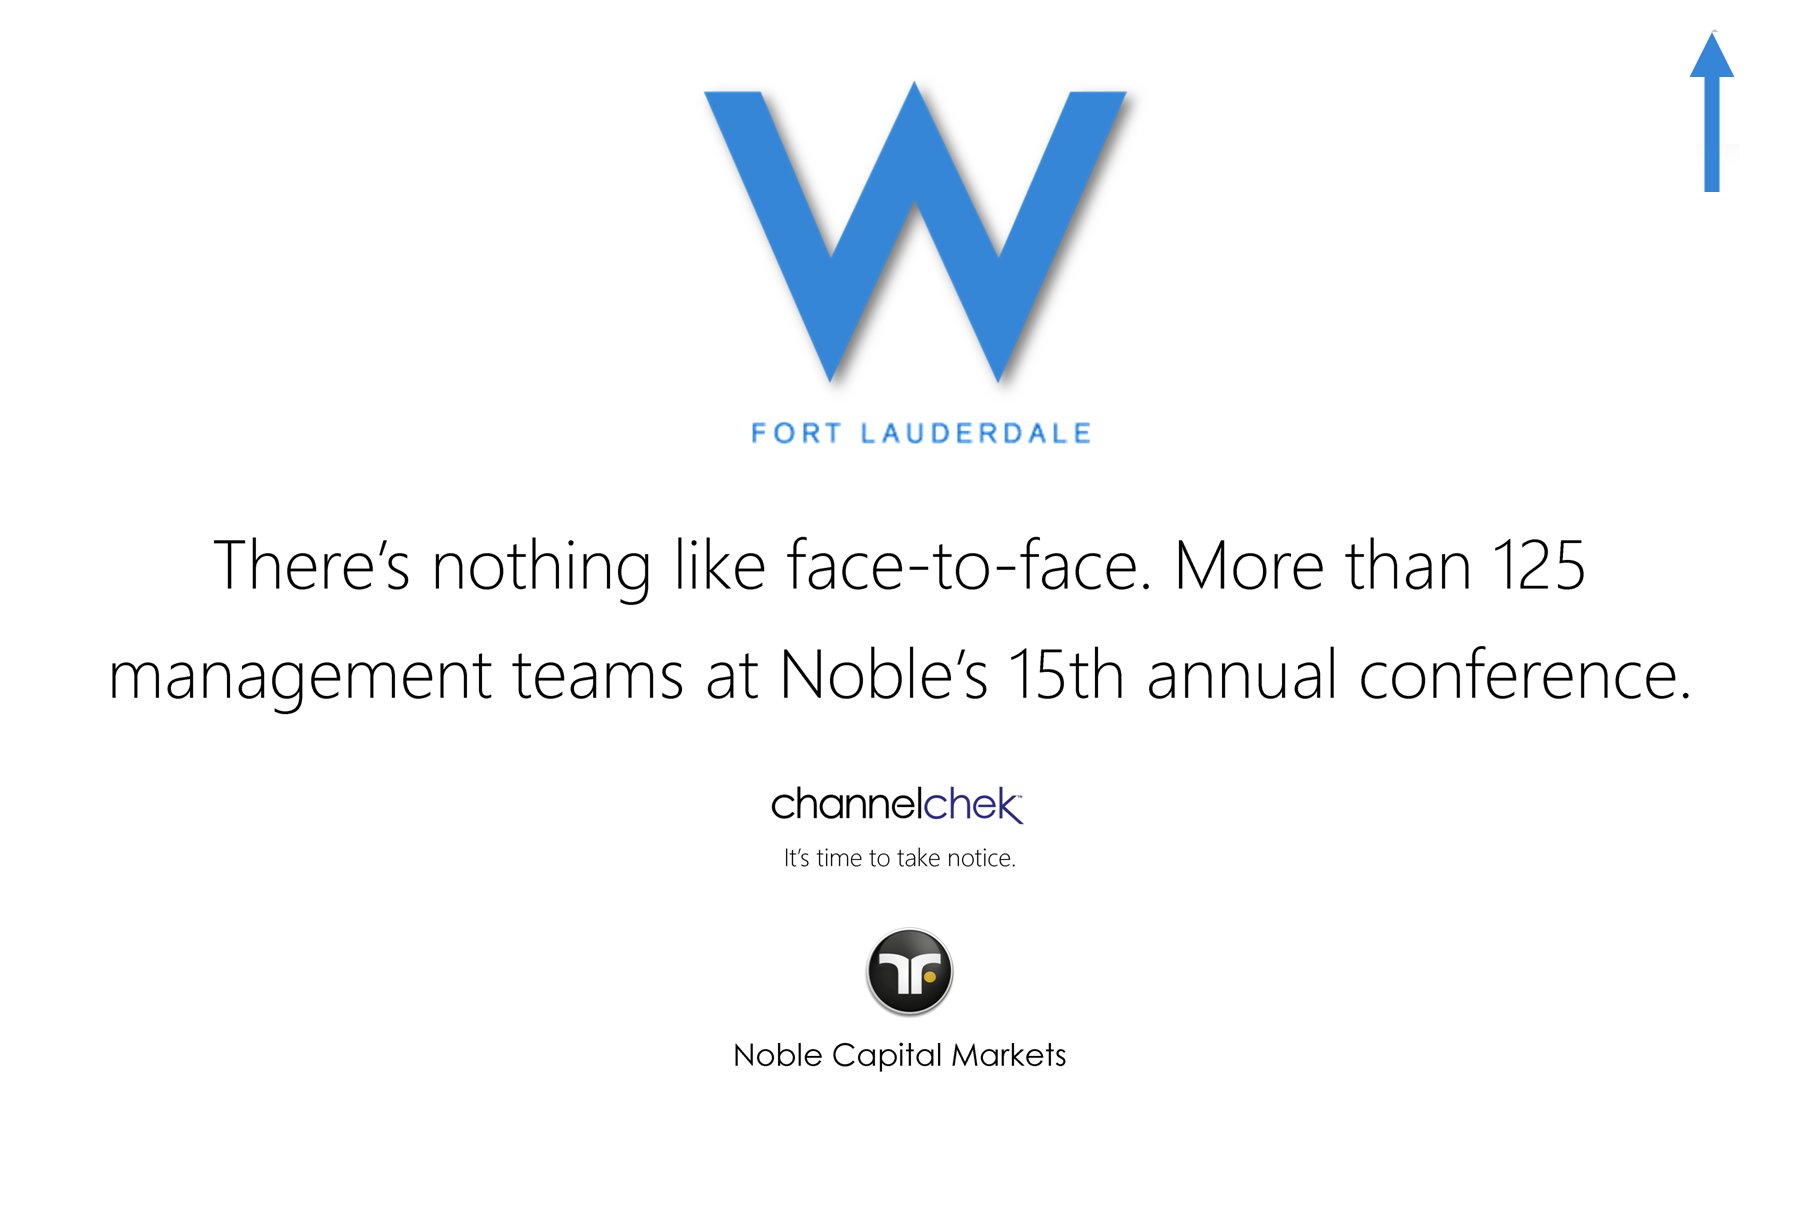 W
FORT LAUDERDALE
There’s nothing like face-to-face. More than 125
management teams at Noble’s 15th annual conference.
channelchek™
It’s time to take notice.
Noble Capital Markets